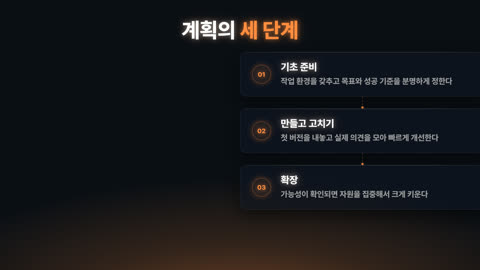 계획의 세 단계
01
기초 준비
작업 환경을 갖추고 목표와 성공 기준을 분명하게 정한다
02
만들고 고치기
첫 버전을 내놓고 실제 의견을 모아 빠르게 개선한다
03
확장
가능성이 확인되면 자원을 집중해서 크게 키운다